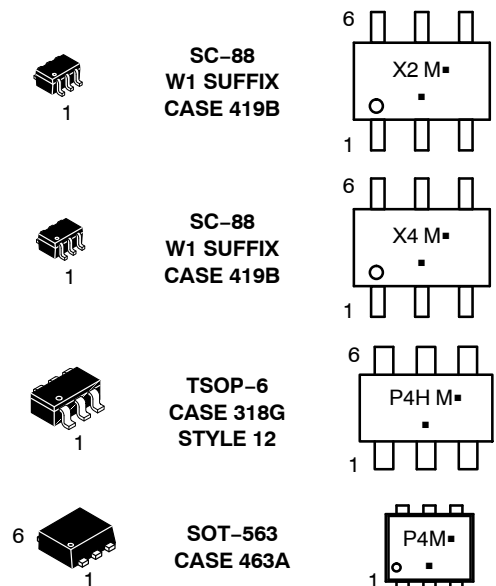 6
SC−88
W1 SUFFIX
CASE 419B
X2 M▪
▪
1
1
6
SC−88
W1 SUFFIX
CASE 419B
X4 M▪
▪
1
1
6
TSOP−6
CASE 318G
STYLE 12
P4H M▪
▪
1
1
6
SOT−563
CASE 463A
P4M▪
▪
1
1